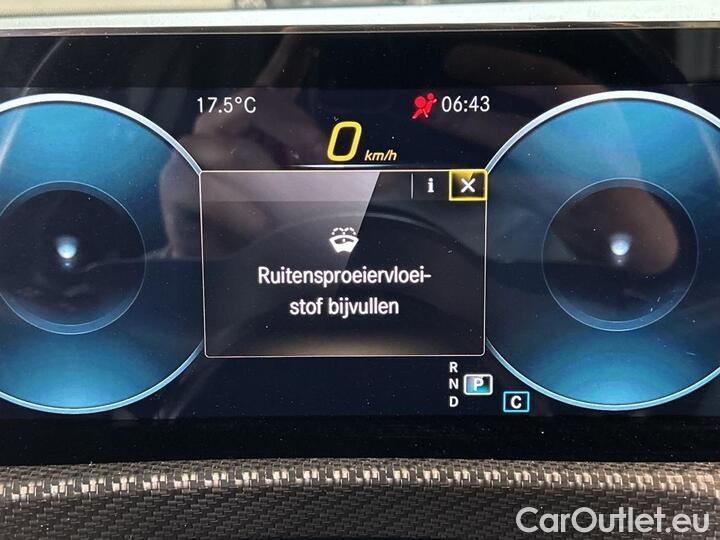 17.5°C 06:43
0 km/h
i
Ruitensproeiervloei-
stof bijvullen
R
N P
D C
CarOutlet.eu